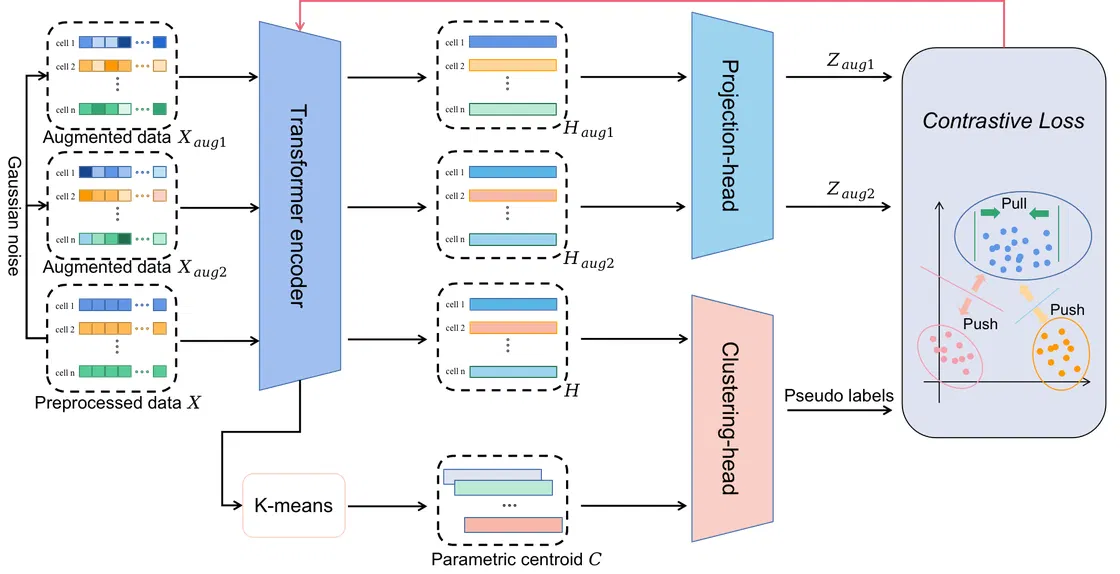 cell 1
cell 2
cell n
Augmented data X_aug1
cell 1
cell 2
cell n
Augmented data X_aug2
cell 1
cell 2
cell n
Preprocessed data X
Gaussian noise
Transformer encoder
K-means
cell 1
cell 2
cell n
H_aug1
cell 1
cell 2
cell n
H_aug2
cell 1
cell 2
cell n
H
Parametric centroid C
Projection-head
Clustering-head
Z_aug1
Z_aug2
Pseudo labels
Contrastive Loss
Pull
Push
Push